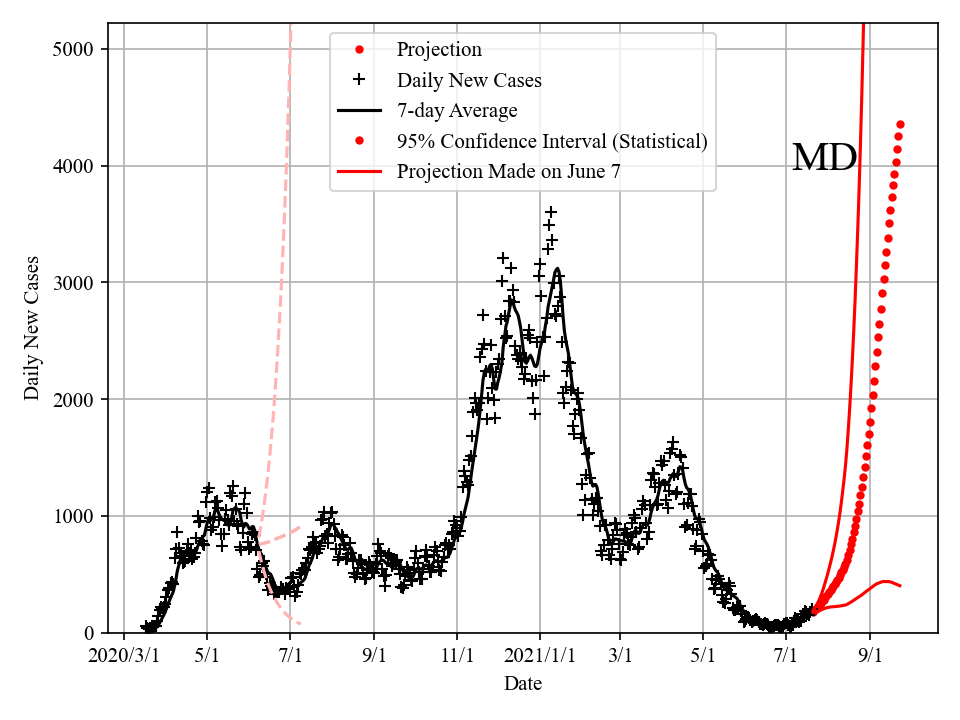 5000
4000
3000
2000
1000
0
Daily New Cases
Projection
Daily New Cases
7-day Average
95% Confidence Interval (Statistical)
Projection Made on June 7
MD
2020/3/1 5/1 7/1 9/1 11/1 2021/1/1 3/1 5/1 7/1 9/1
Date